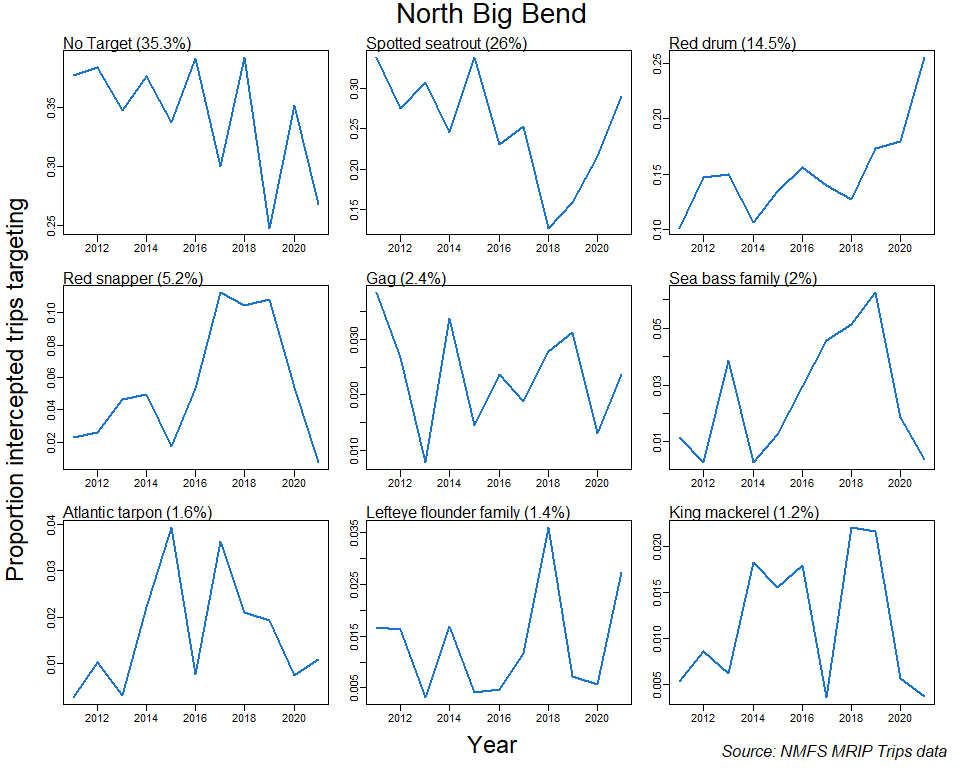 North Big Bend
No Target (35.3%)
Spotted seatrout (26%)
Red drum (14.5%)
0.35
0.30
0.25
2012 2014 2016 2018 2020
0.30
0.25
0.20
0.15
2012 2014 2016 2018 2020
0.25
0.20
0.15
0.10
2012 2014 2016 2018 2020
Proportion intercepted trips targeting
Red snapper (5.2%)
Gag (2.4%)
Sea bass family (2%)
0.10
0.08
0.06
0.04
0.02
2012 2014 2016 2018 2020
0.030
0.020
0.010
2012 2014 2016 2018 2020
0.05
0.03
0.01
2012 2014 2016 2018 2020
Atlantic tarpon (1.6%)
Lefteye flounder family (1.4%)
King mackerel (1.2%)
0.04
0.03
0.02
0.01
2012 2014 2016 2018 2020
0.035
0.025
0.015
0.005
2012 2014 2016 2018 2020
0.020
0.015
0.010
0.005
2012 2014 2016 2018 2020
Year
Source: NMFS MRIP Trips data